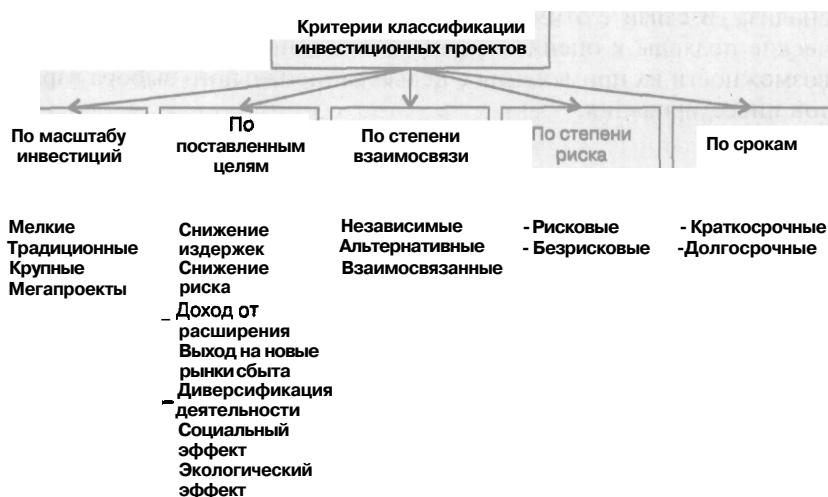 Критерии классификации
инвестиционных проектов
По масштабу
инвестиций
По
поставленным
целям
По степени
взаимосвязи
По степени
риска
По срокам
Мелкие
Традиционные
Крупные
Мегапроекты
Снижение
издержек
Снижение
риска
_ Доход от
расширения
Выход на новые
рынки сбыта
- Диверсификация
деятельности
Социальный
эффект
Экологический
эффект
Независимые
Альтернативные
Взаимосвязанные
- Рисковые
- Безрисковые
- Краткосрочные
-Долгосрочные